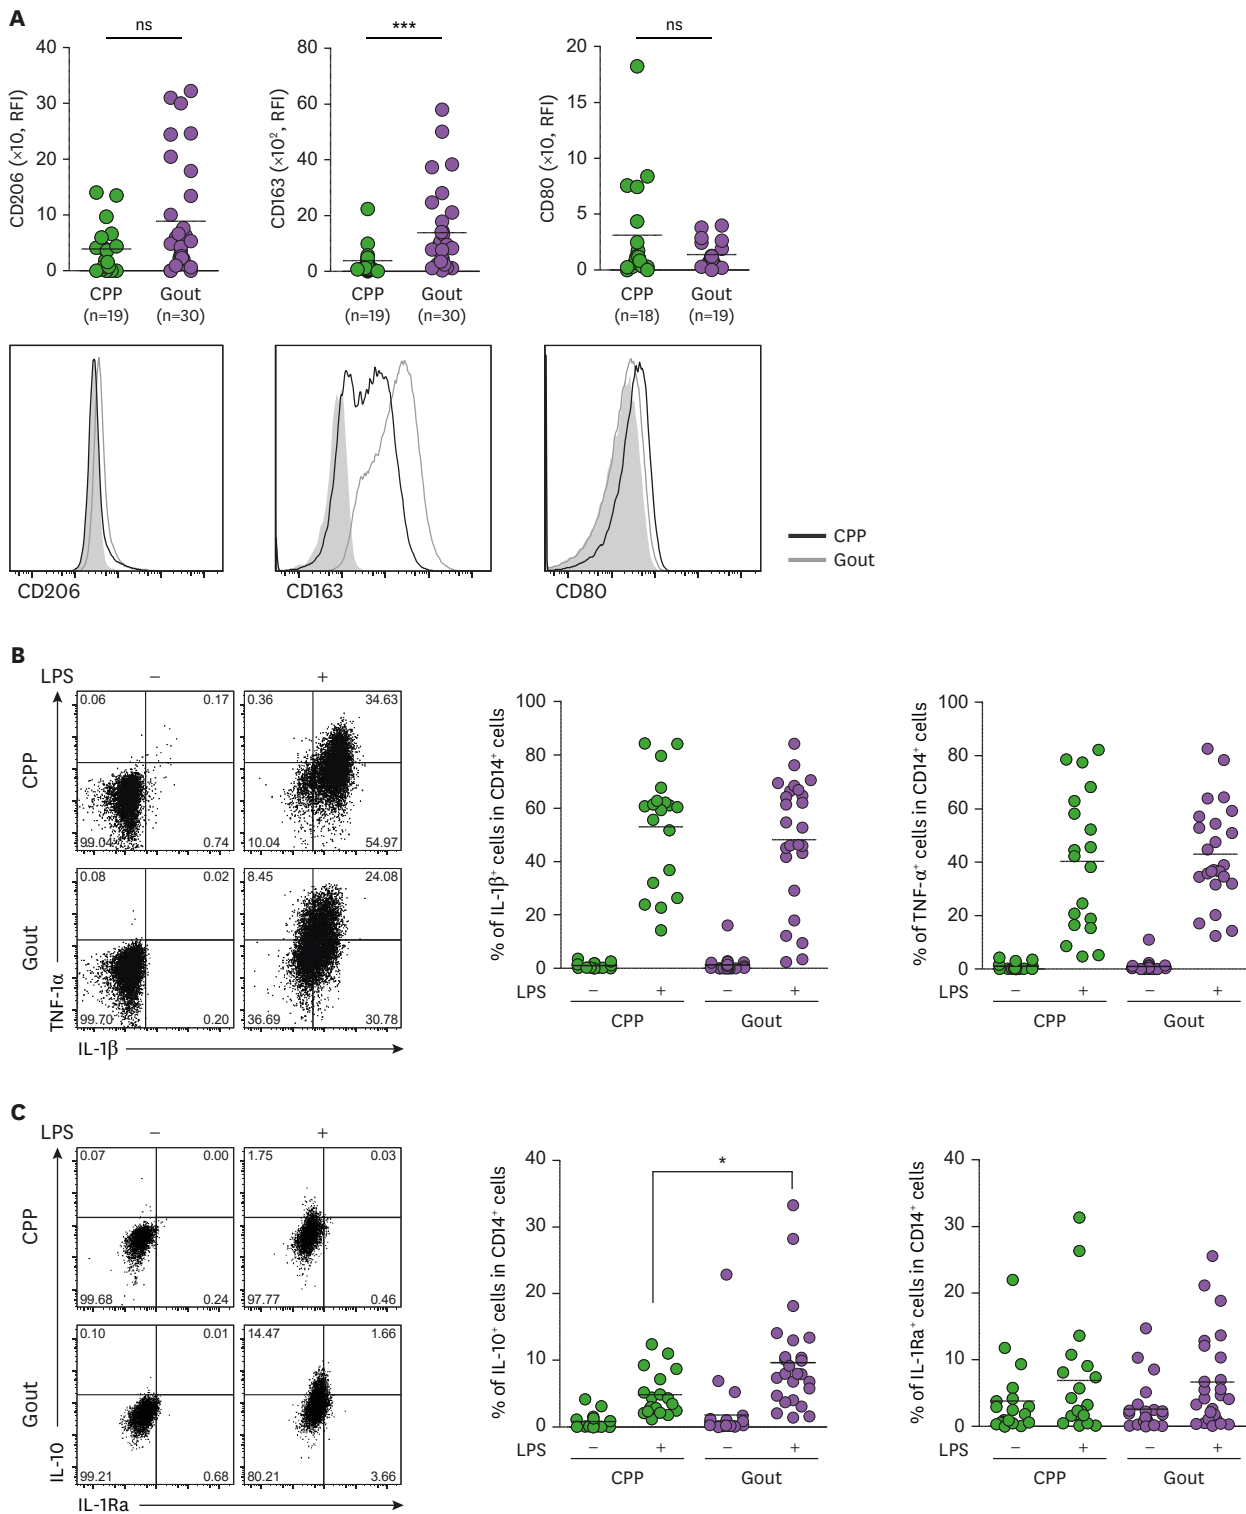 A
ns
CD206 (×10, RFI)
40
30
20
10
0
CPP
(n=19)
Gout
(n=30)
***
CD163 (×10², RFI)
80
60
40
20
0
CPP
(n=19)
Gout
(n=30)
ns
CD80 (×10, RFI)
20
15
10
5
0
CPP
(n=18)
Gout
(n=19)
CD206
CD163
CD80
CPP
Gout
B
LPS
−
+
CPP
0.06
0.17
99.04
0.74
0.36
34.63
10.04
54.97
Gout
0.08
0.02
99.70
0.20
8.45
24.08
36.69
30.78
TNF-1α
IL-1β
% of IL-1β⁺ cells in CD14⁺ cells
100
80
60
40
20
0
LPS
−
+
−
+
CPP
Gout
% of TNF-α⁺ cells in CD14⁺ cells
100
80
60
40
20
0
LPS
−
+
−
+
CPP
Gout
C
LPS
−
+
CPP
0.07
0.00
99.68
0.24
1.75
0.03
97.77
0.46
Gout
0.10
0.01
99.21
0.68
14.47
1.66
80.21
3.66
IL-10
IL-1Ra
% of IL-10⁺ cells in CD14⁺ cells
40
30
20
10
0
*
LPS
−
+
−
+
CPP
Gout
% of IL-1Ra⁺ cells in CD14⁺ cells
40
30
20
10
0
LPS
−
+
−
+
CPP
Gout